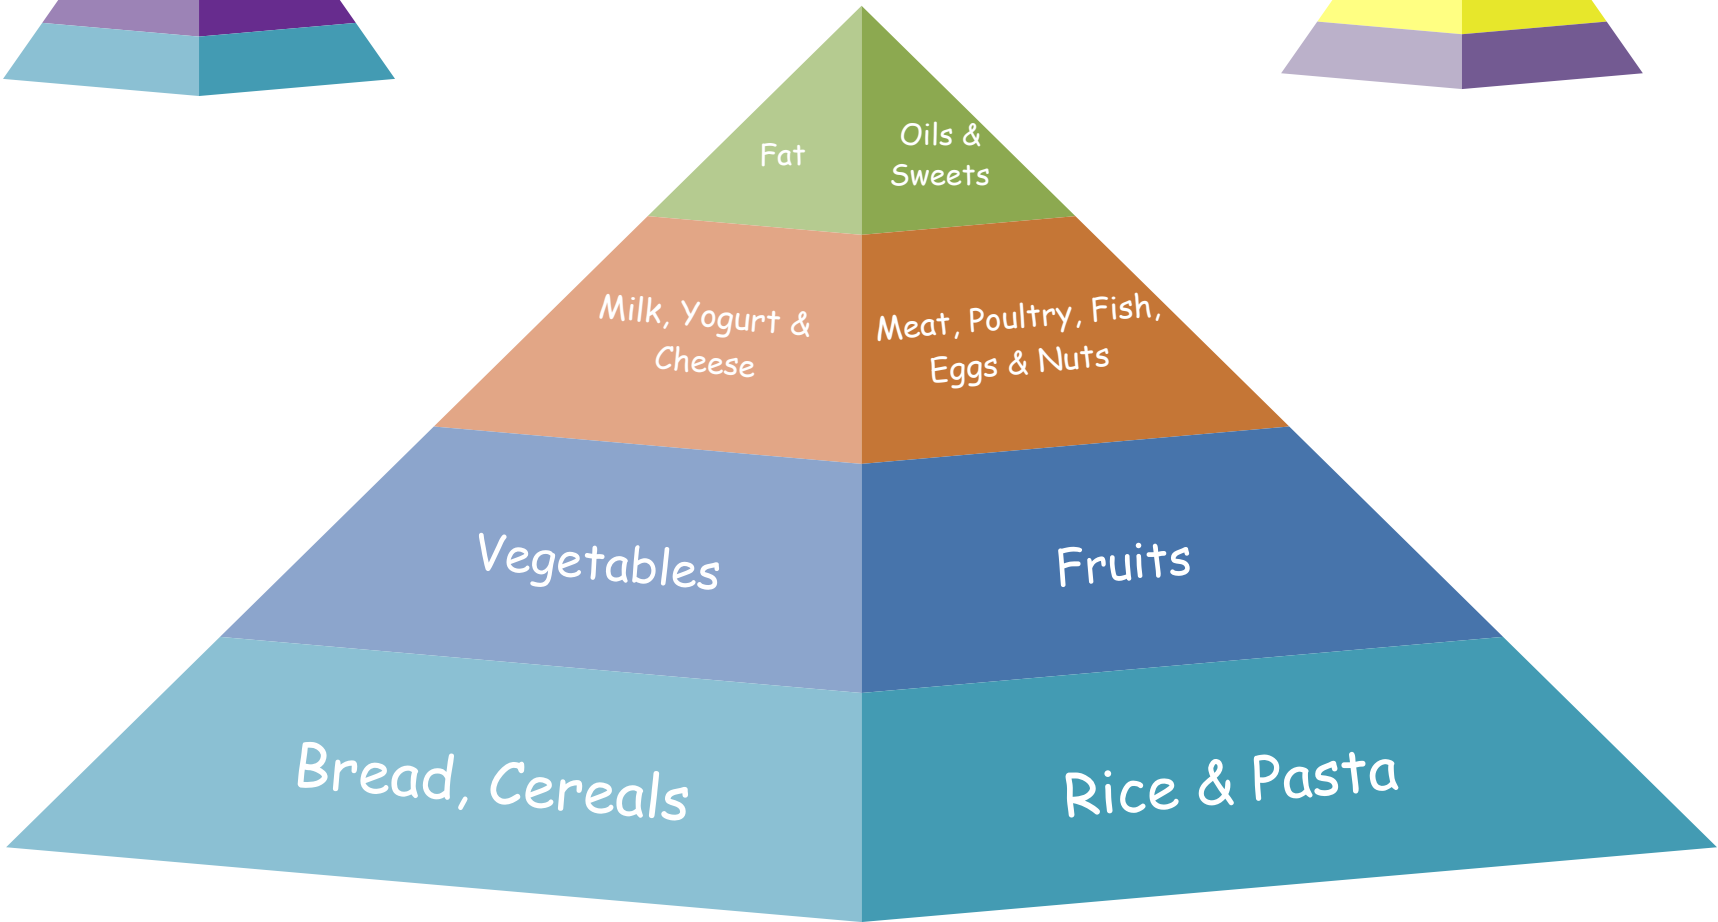 Fat
Oils &
Sweets
Milk, Yogurt &
Cheese
Meat, Poultry, Fish,
Eggs & Nuts
Vegetables
Fruits
Bread, Cereals
Rice & Pasta